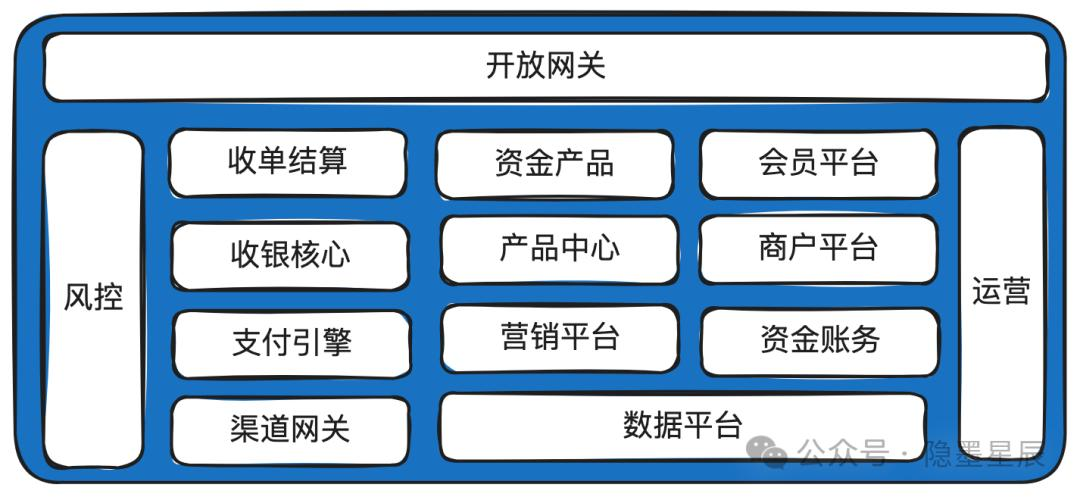 开放网关
风控
收单结算
资金产品
会员平台
收银核心
产品中心
商户平台
支付引擎
营销平台
资金账务
渠道网关
数据平台
运营
公众号·隐墨星辰